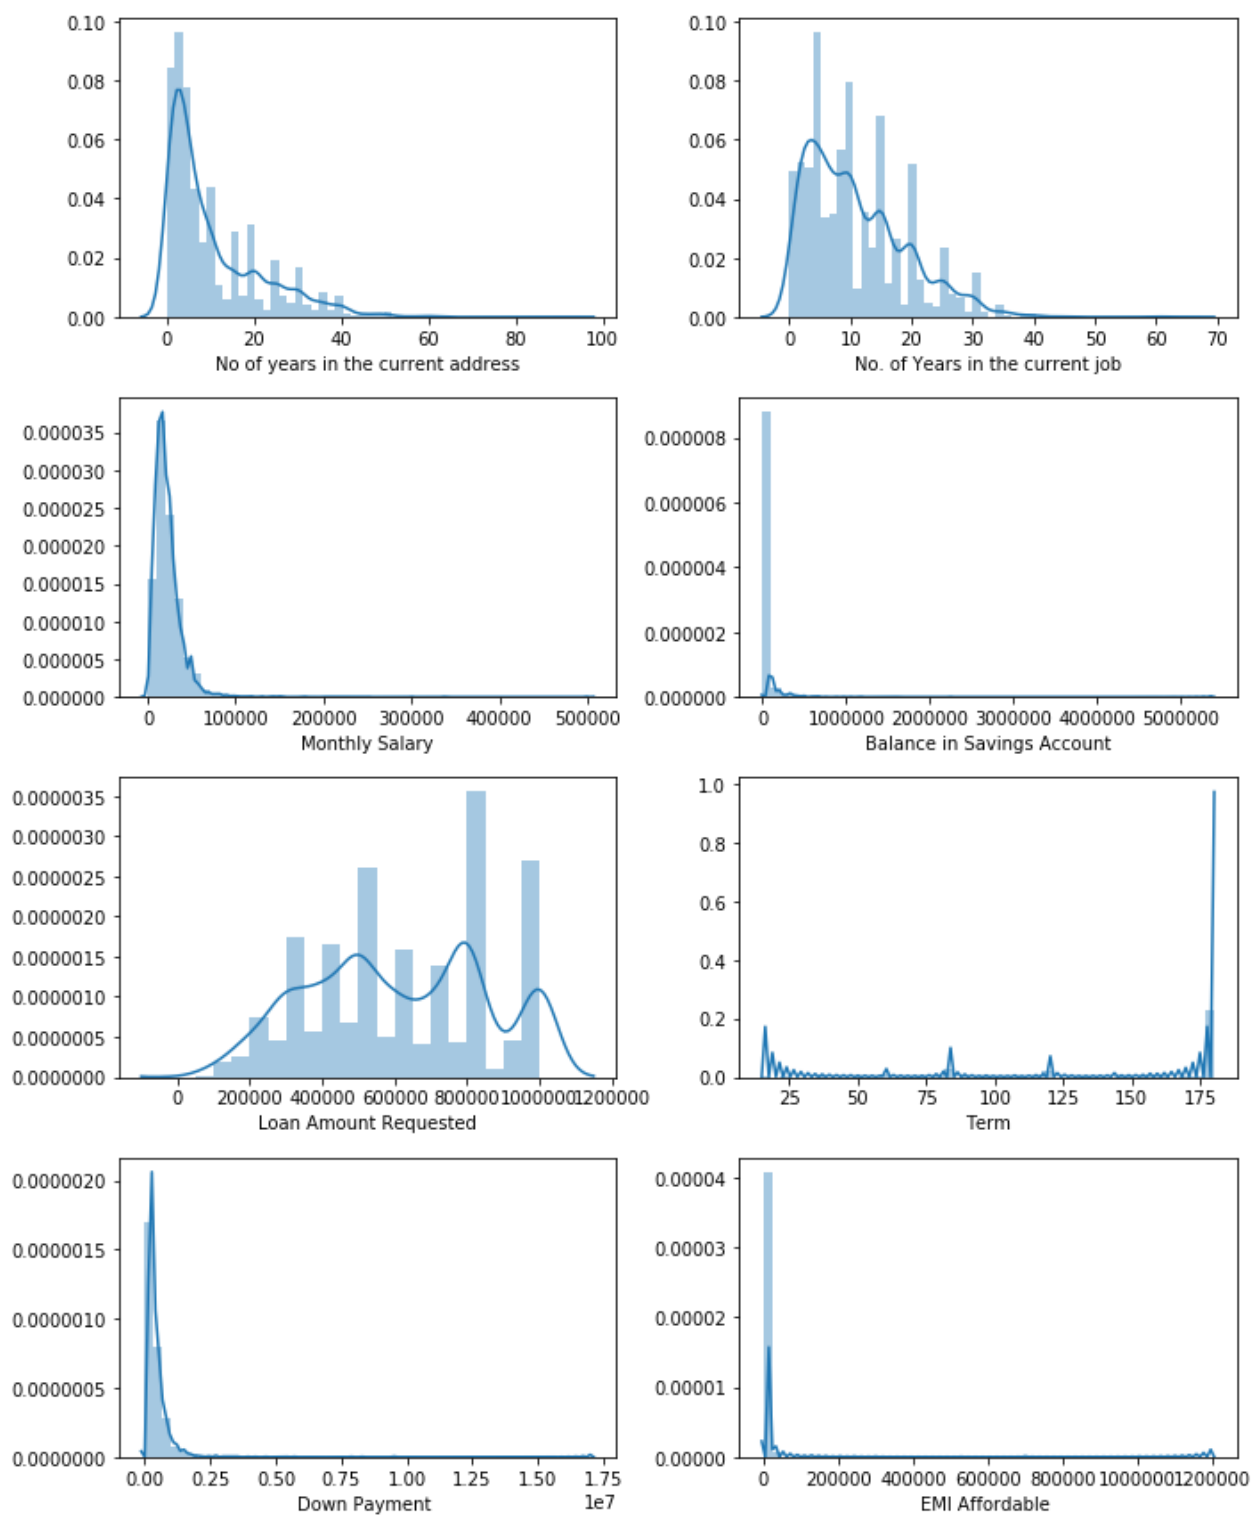 0.10
0.08
0.06
0.04
0.02
0.00
0 20 40 60 80 100
No of years in the current address
0.10
0.08
0.06
0.04
0.02
0.00
0 10 20 30 40 50 60 70
No. of Years in the current job
0.000035
0.000030
0.000025
0.000020
0.000015
0.000010
0.000005
0.000000
0 100000 200000 300000 400000 500000
Monthly Salary
0.000008
0.000006
0.000004
0.000002
0.000000
0 1000000 2000000 3000000 4000000 5000000
Balance in Savings Account
0.0000035
0.0000030
0.0000025
0.0000020
0.0000015
0.0000010
0.0000005
0.0000000
0 200000 400000 600000 800000 1000000 1200000
Loan Amount Requested
1.0
0.8
0.6
0.4
0.2
0.0
25 50 75 100 125 150 175
Term
0.0000020
0.0000015
0.0000010
0.0000005
0.0000000
0.00 0.25 0.50 0.75 1.00 1.25 1.50 1.75
1e7
Down Payment
0.00004
0.00003
0.00002
0.00001
0.00000
0 200000 400000 600000 800000 1000000 1200000
EMI Affordable